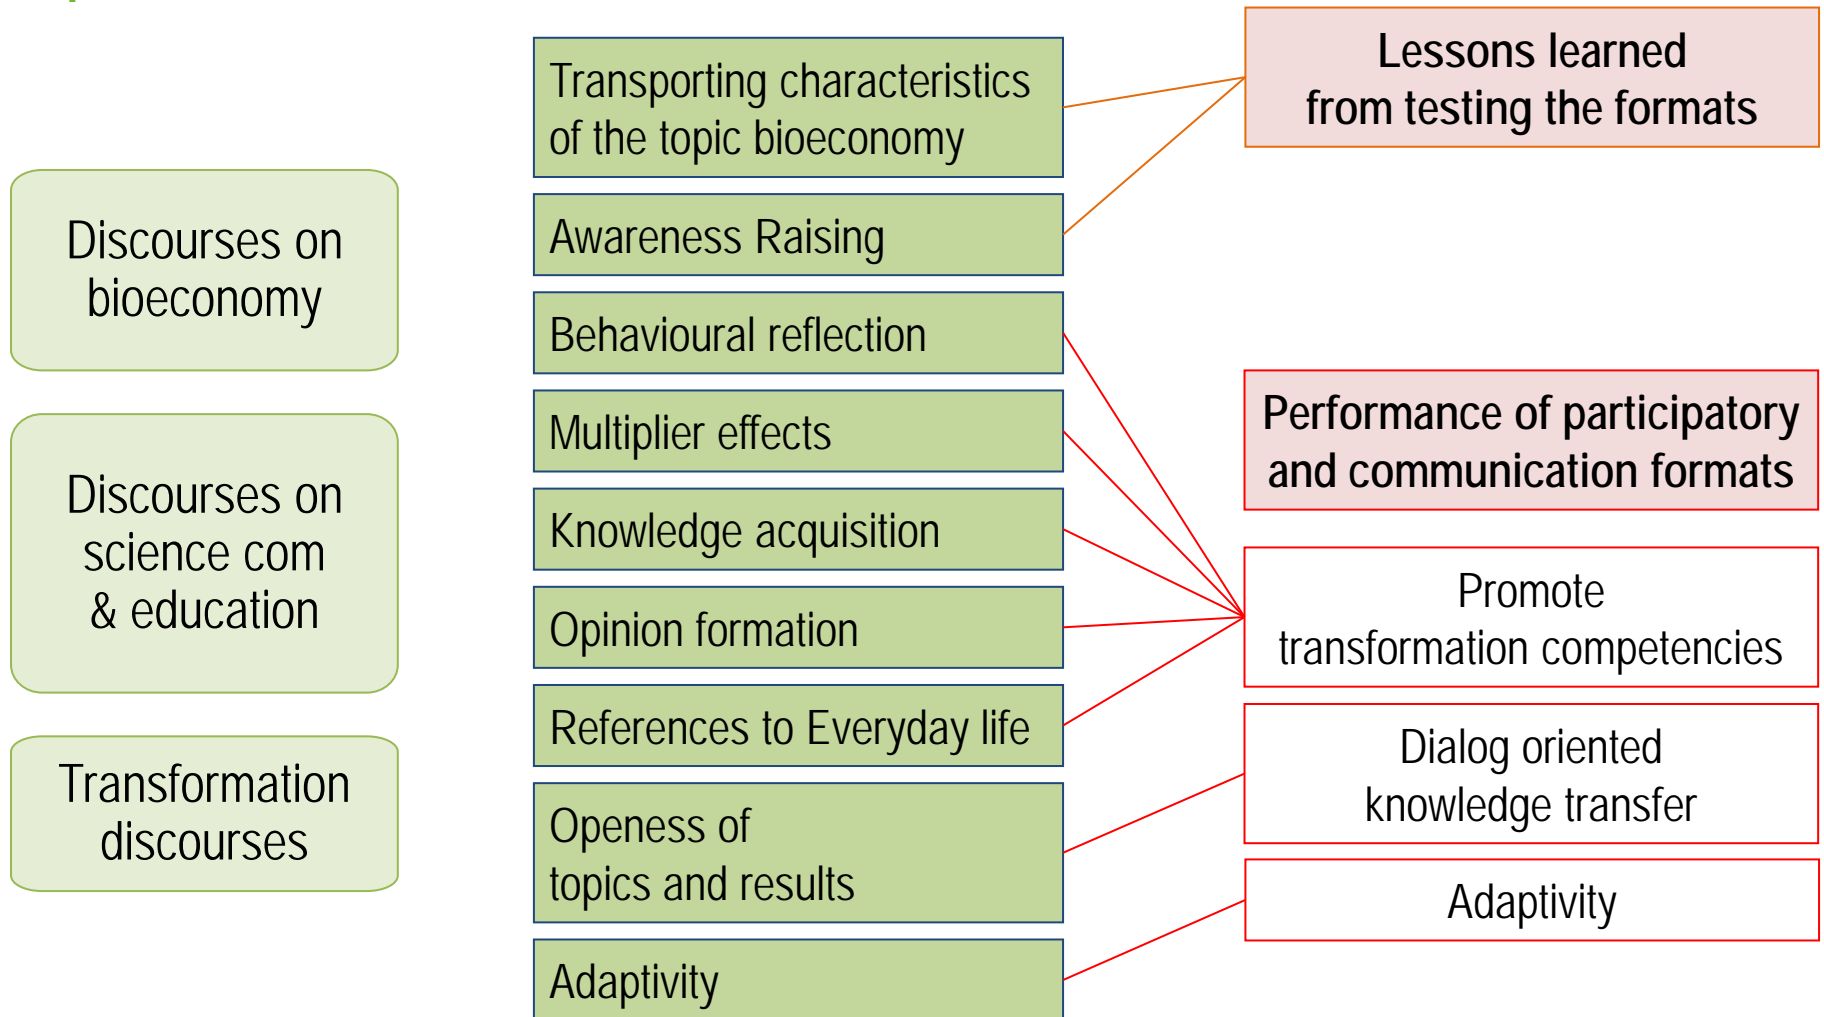 Discourses on
bioeconomy
Discourses on
science com
& education
Transformation
discourses
Transporting characteristics
of the topic bioeconomy
Awareness Raising
Behavioural reflection
Multiplier effects
Knowledge acquisition
Opinion formation
References to Everyday life
Openess of
topics and results
Adaptivity
Lessons learned
from testing the formats
Performance of participatory
and communication formats
Promote
transformation competencies
Dialog oriented
knowledge transfer
Adaptivity